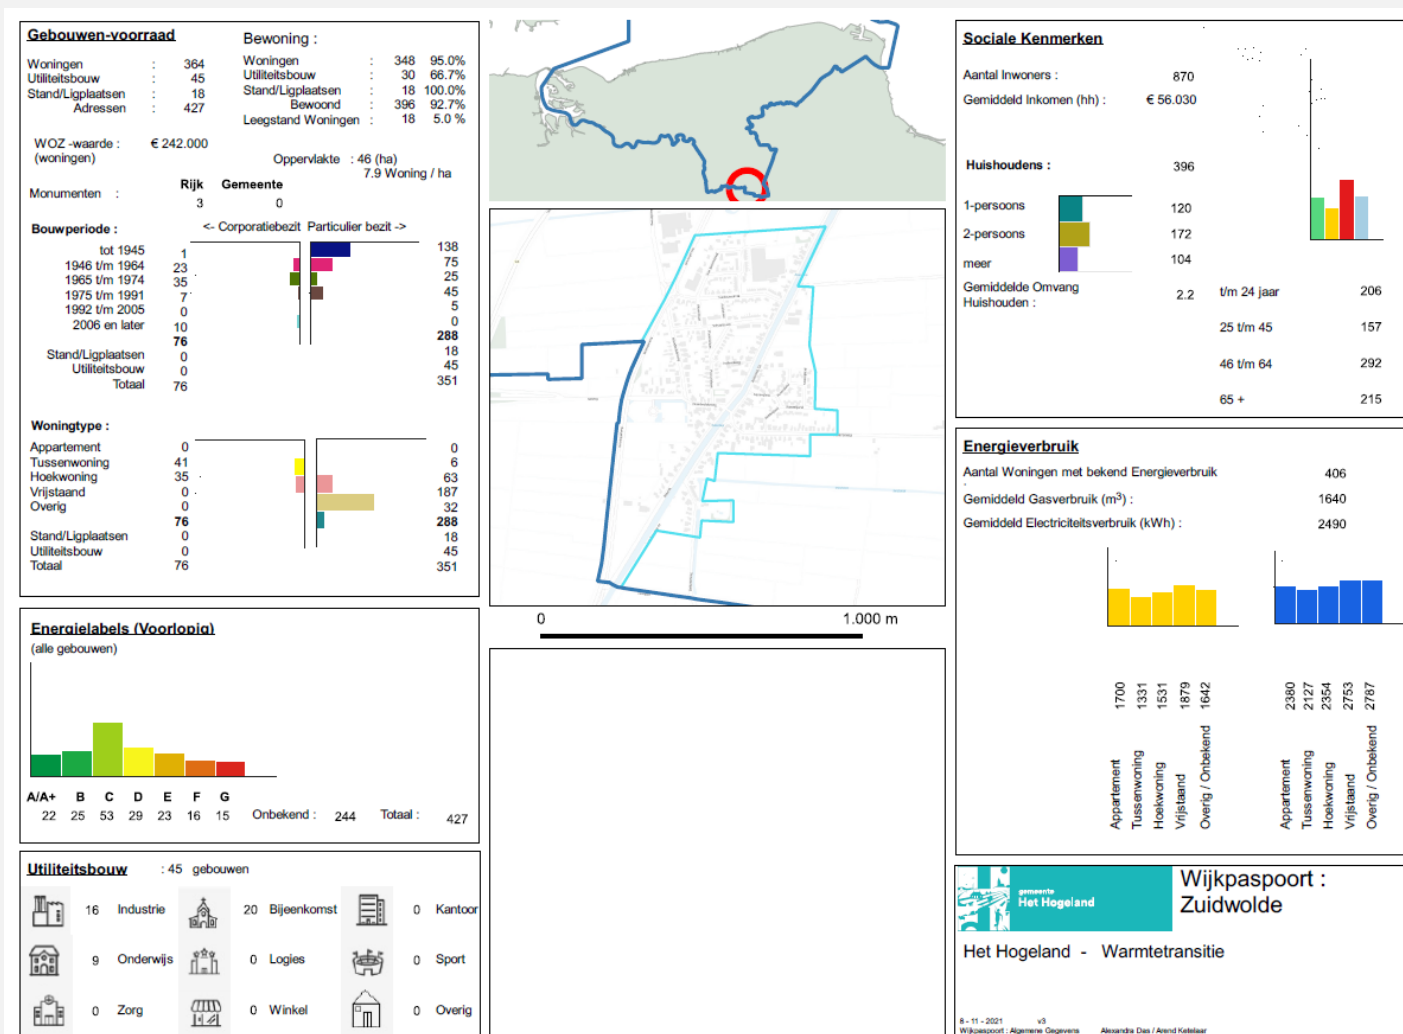 Gebouwen-voorraad
Woningen : 364
Utiliteitsbouw : 45
Stand/Ligplaatsen : 18
Adressen : 427
Bewoning :
Woningen : 348 95.0%
Utiliteitsbouw : 30 66.7%
Stand/Ligplaatsen : 18 100.0%
Bewoond : 396 92.7%
Leegstand Woningen : 18 5.0 %
WOZ -waarde : € 242.000
(woningen)
Oppervlakte : 46 (ha)
7.9 Woning / ha
Rijk Gemeente
Monumenten : 3 0
Bouwperiode : <- Corporatiebezit Particulier bezit ->
tot 1945 1 138
1946 t/m 1964 23 75
1965 t/m 1974 35 25
1975 t/m 1991 7 45
1992 t/m 2005 0 5
2006 en later 10 0
76 288
Stand/Ligplaatsen 0 18
Utiliteitsbouw 0 45
Totaal 76 351
Woningtype :
Appartement 0 0
Tussenwoning 41 6
Hoekwoning 35 63
Vrijstaand 0 187
Overig 0 32
76 288
Stand/Ligplaatsen 0 18
Utiliteitsbouw 0 45
Totaal 76 351
Energielabels (Voorlopig)
(alle gebouwen)
A/A+ B C D E F G
22 25 53 29 23 16 15 Onbekend : 244 Totaal : 427
Utiliteitsbouw : 45 gebouwen
16 Industrie 20 Bijeenkomst 0 Kantoor
9 Onderwijs 0 Logies 0 Sport
0 Zorg 0 Winkel 0 Overig
0 1.000 m
Sociale Kenmerken
Aantal Inwoners : 870
Gemiddeld Inkomen (hh) : € 56.030
Huishoudens : 396
1-persoons 120
2-persoons 172
meer 104
Gemiddelde Omvang
Huishouden : 2.2
t/m 24 jaar 206
25 t/m 45 157
46 t/m 64 292
65 + 215
Energieverbruik
Aantal Woningen met bekend Energieverbruik 406
Gemiddeld Gasverbruik (m³) : 1640
Gemiddeld Electriciteitsverbruik (kWh) : 2490
1700 1331 1531 1879 1642
Appartement Tussenwoning Hoekwoning Vrijstaand Overig / Onbekend
2380 2127 2354 2753 2787
Appartement Tussenwoning Hoekwoning Vrijstaand Overig / Onbekend
gemeente
Het Hogeland
Wijkpaspoort :
Zuidwolde
Het Hogeland - Warmtetransitie
8 - 11 - 2021 v3
Wijkpaspoort : Algemene Gegevens Alexandra Das / Arend Ketelaar